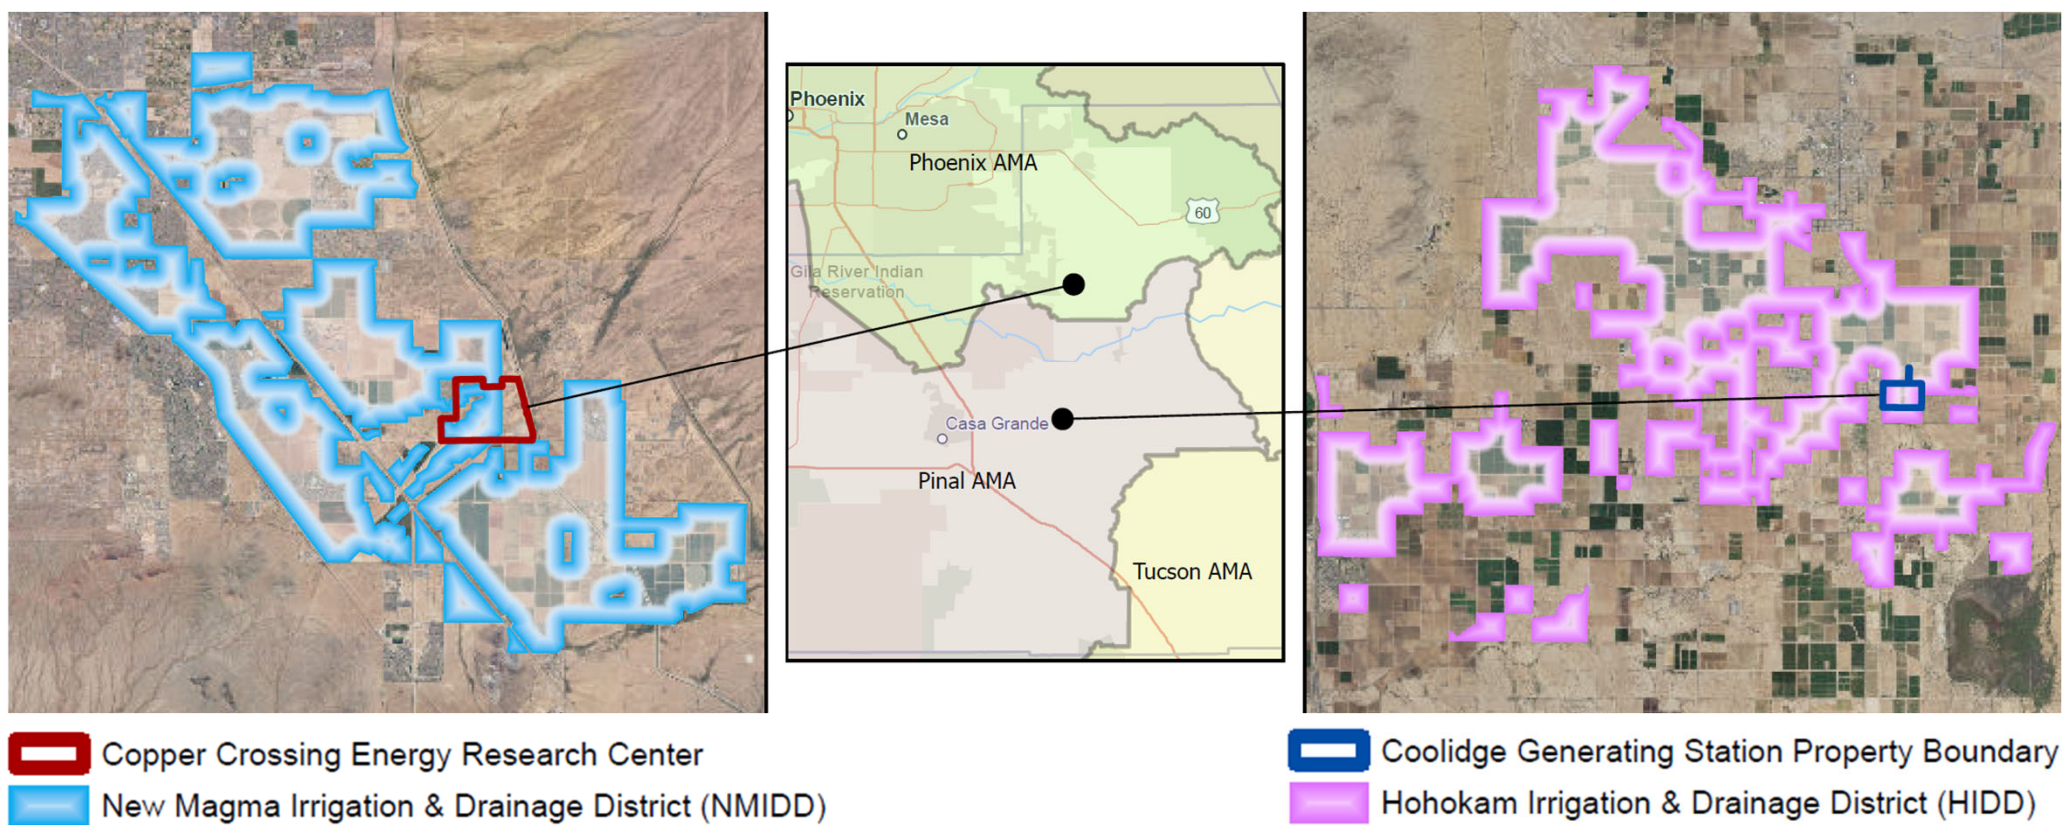 Phoenix
Mesa
Phoenix AMA
60
Gila River Indian
Reservation
Casa Grande
Pinal AMA
Tucson AMA
Copper Crossing Energy Research Center
New Magma Irrigation & Drainage District (NMIDD)
Coolidge Generating Station Property Boundary
Hohokam Irrigation & Drainage District (HIDD)